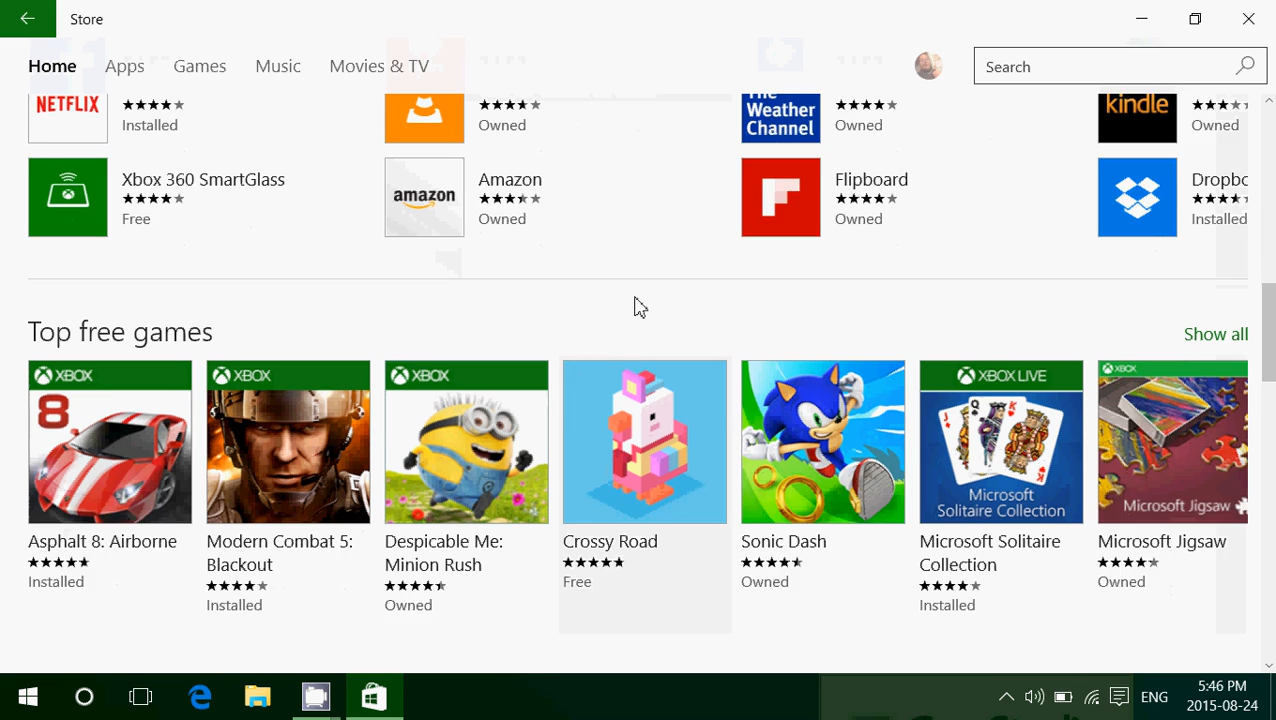 Store
Home Apps Games Music Movies & TV Search
NETFLIX Installed
Owned
The Weather Channel Owned
kindle Owned
Xbox 360 SmartGlass
Free
amazon Amazon
Owned
Flipboard
Owned
Dropbo
Installed
Top free games Show all
XBOX
8
XBOX
XBOX
XBOX LIVE
J Q K
Microsoft Solitaire Collection
XBOX
Microsoft Jigsaw
Asphalt 8: Airborne
Installed
Modern Combat 5:
Blackout
Installed
Despicable Me:
Minion Rush
Owned
Crossy Road
Free
Sonic Dash
Owned
Microsoft Solitaire
Collection
Installed
Microsoft Jigsaw
Owned
ENG
5:46 PM
2015-08-24